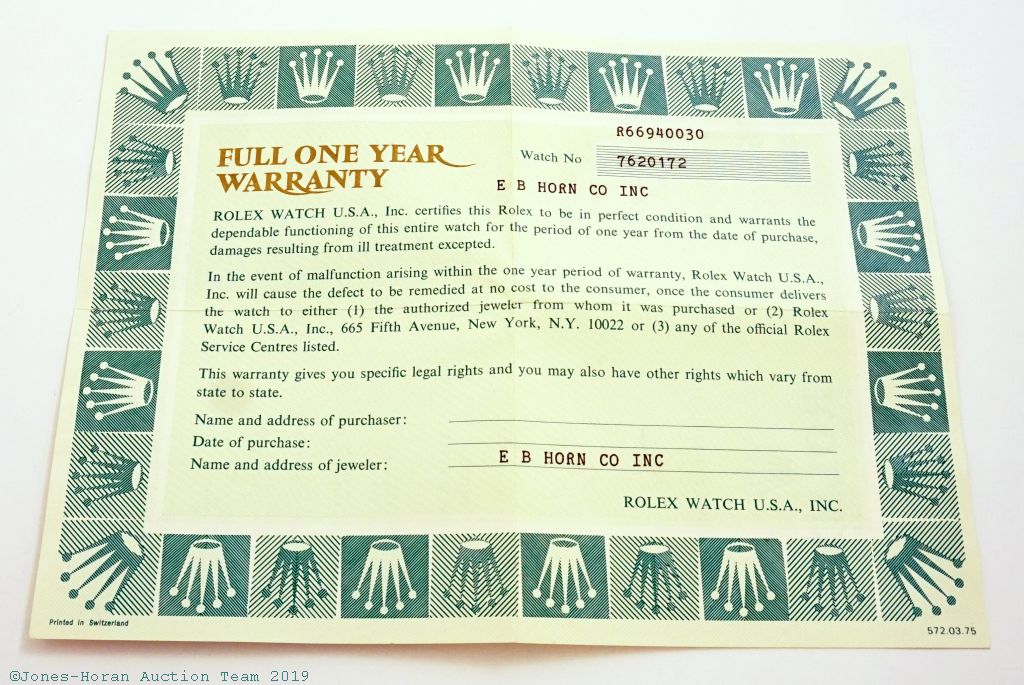 R66940030
Watch No 7620172
FULL ONE YEAR
WARRANTY
E B HORN CO INC
ROLEX WATCH U.S.A., Inc. certifies this Rolex to be in perfect condition and warrants the
dependable functioning of this entire watch for the period of one year from the date of purchase,
damages resulting from ill treatment excepted.
In the event of malfunction arising within the one year period of warranty, Rolex Watch U.S.A.,
Inc. will cause the defect to be remedied at no cost to the consumer, once the consumer delivers
the watch to either (1) the authorized jeweler from whom it was purchased or (2) Rolex
Watch U.S.A., Inc., 665 Fifth Avenue, New York, N.Y. 10022 or (3) any of the official Rolex
Service Centres listed.
This warranty gives you specific legal rights and you may also have other rights which vary from
state to state.
Name and address of purchaser:
Date of purchase:
Name and address of jeweler: E B HORN CO INC
ROLEX WATCH U.S.A., INC.
Printed in Switzerland
572.03.75
©Jones-Horan Auction Team 2019